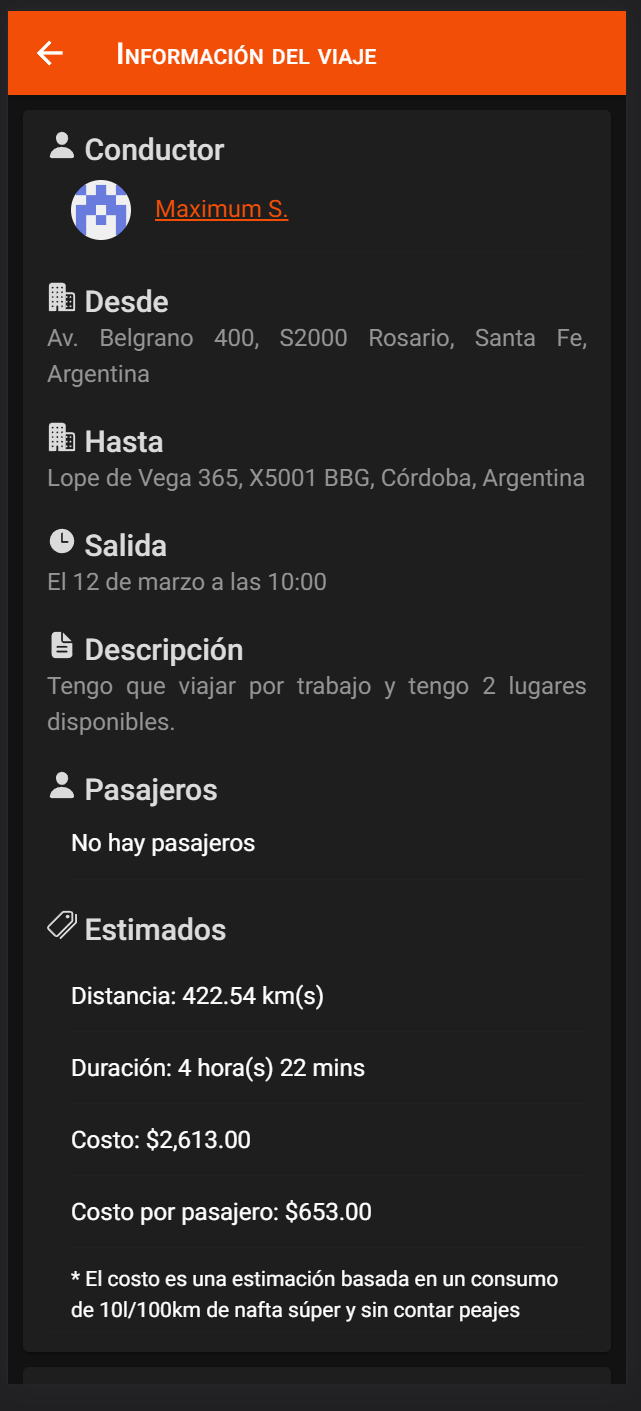 Información del viaje
Conductor
Maximum S.
Desde
Av. Belgrano 400, S2000 Rosario, Santa Fe,
Argentina
Hasta
Lope de Vega 365, X5001 BBG, Córdoba, Argentina
Salida
El 12 de marzo a las 10:00
Descripción
Tengo que viajar por trabajo y tengo 2 lugares
disponibles.
Pasajeros
No hay pasajeros
Estimados
Distancia: 422.54 km(s)
Duración: 4 hora(s) 22 mins
Costo: $2,613.00
Costo por pasajero: $653.00
* El costo es una estimación basada en un consumo
de 10l/100km de nafta súper y sin contar peajes